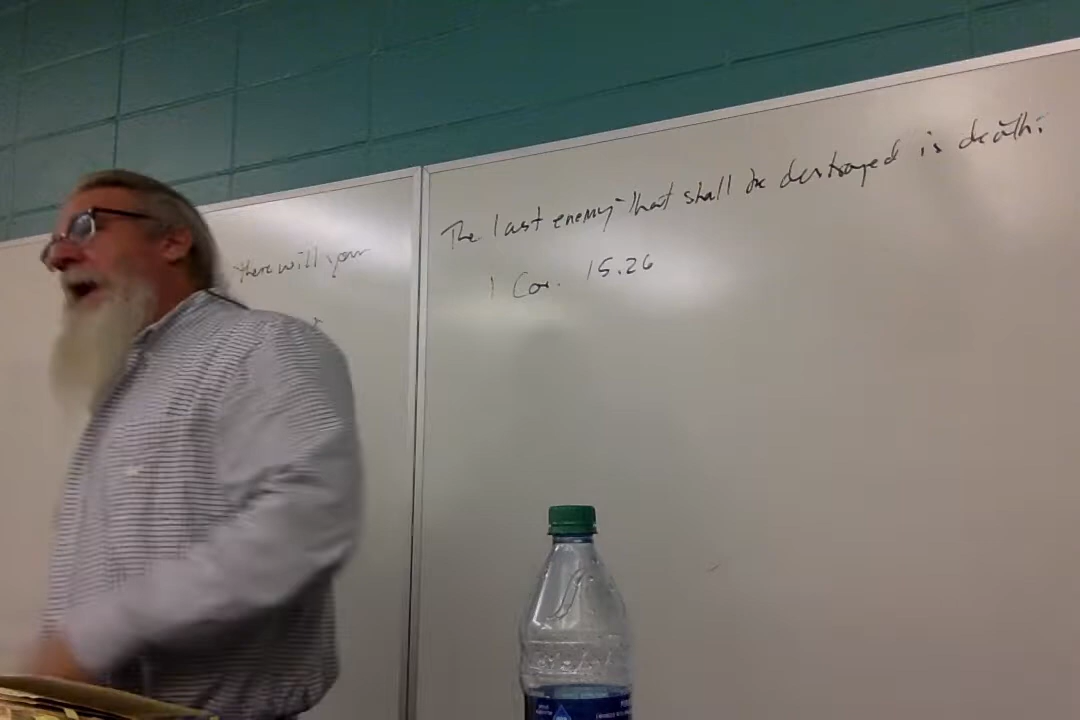 there will your
The last enemy that shall be destroyed is death.
1 Cor. 15.26